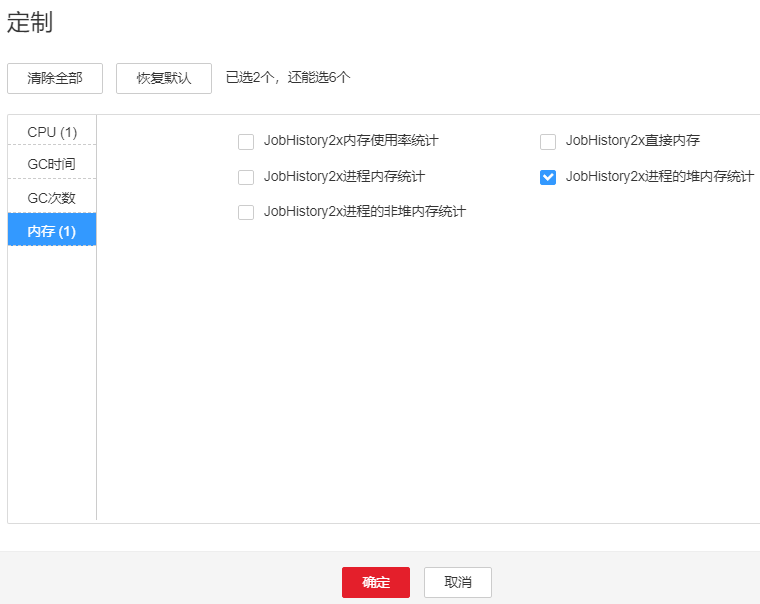 定制
清除全部 恢复默认 已选2个，还能选6个
CPU (1)
GC时间
GC次数
内存 (1)
JobHistory2x内存使用率统计 JobHistory2x直接内存
JobHistory2x进程内存统计 JobHistory2x进程的堆内存统计
JobHistory2x进程的非堆内存统计
确定 取消